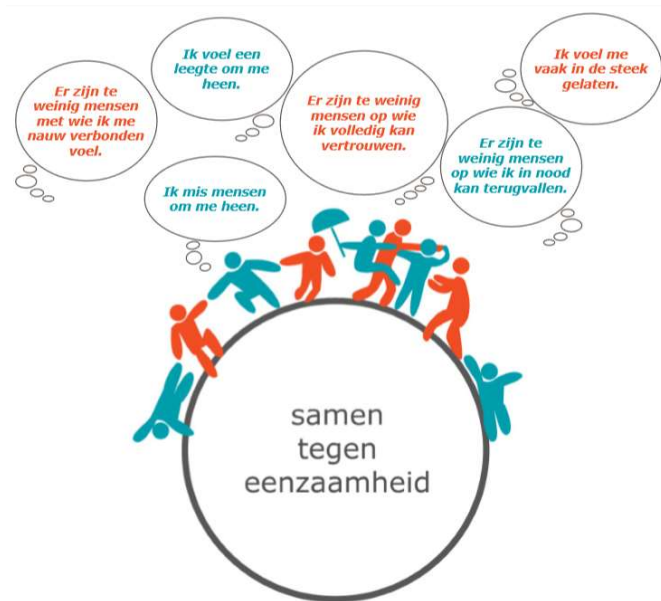 Er zijn te
weinig mensen
met wie ik me
nauw verbonden
voel.
Ik voel een
leegte om me
heen.
Er zijn te weinig
mensen op wie
ik volledig kan
vertrouwen.
Ik voel me
vaak in de steek
gelaten.
Ik mis mensen
om me heen.
Er zijn te
weinig mensen
op wie ik in nood
kan terugvallen.
samen
tegen
eenzaamheid